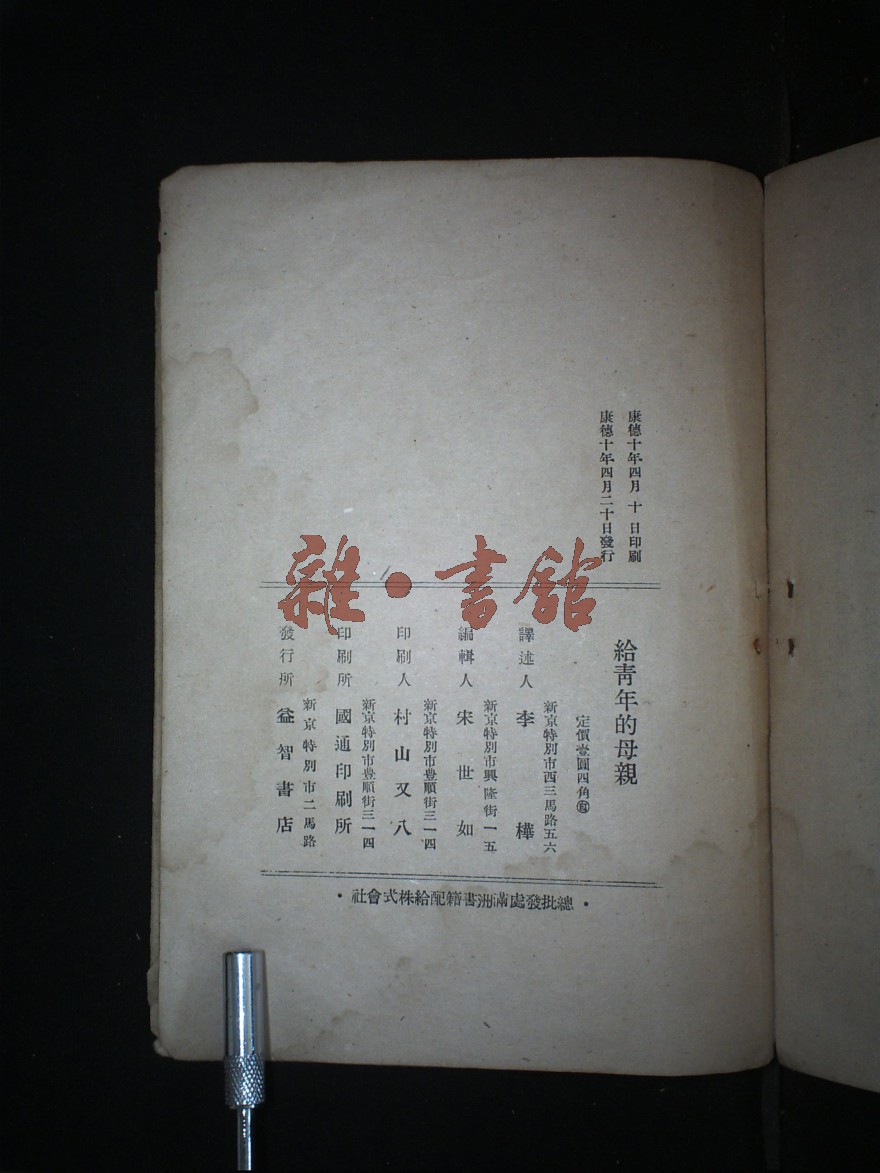 康德十年四月十日印刷
康德十年四月二十日發行
給青年的母親
定價壹圓四角
新京特別市西三馬路五六
譯述人 李樺
新京特別市興隆街一五
編輯人 宋世如
新京特別市豊順街三一四
印刷人 村山又八
新京特別市豊順街三一四
印刷所 國通印刷所
新京特別市二馬路
發行所 益智書店
・總批發處滿洲書籍配給株式會社・
雜・書館